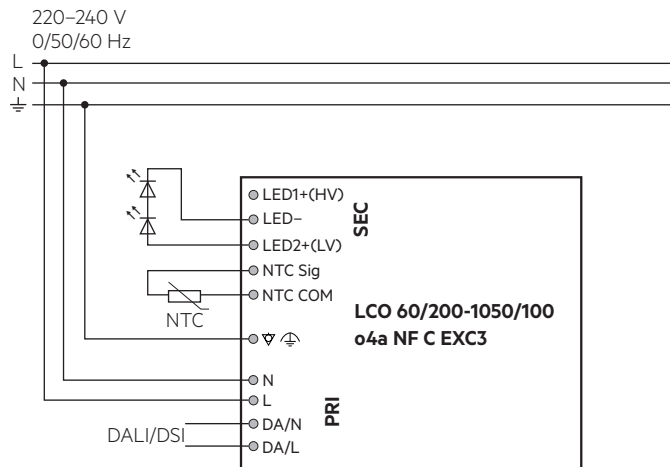 220–240 V
0/50/60 Hz
L
N
LED1+(HV)
LED–
LED2+(LV)
SEC
NTC Sig
NTC COM
NTC
LCO 60/200-1050/100
o4a NF C EXC3
N
L
PRI
DALI/DSI
DA/N
DA/L